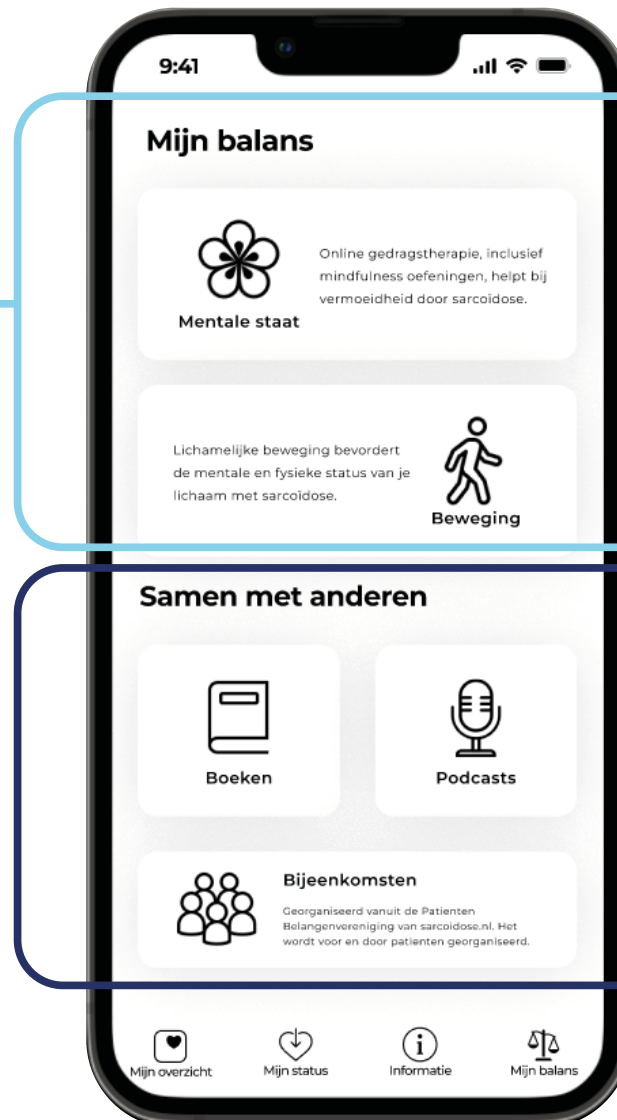 9:41
Mijn balans
Online gedragstherapie, inclusief
mindfulness oefeningen, helpt bij
vermoeidheid door sarcoïdose.
Mentale staat
Lichamelijke beweging bevordert
de mentale en fysieke status van je
lichaam met sarcoïdose.
Beweging
Samen met anderen
Boeken
Podcasts
Bijeenkomsten
Georganiseerd vanuit de Patienten
Belangenvereniging van sarcoidose.nl. Het
wordt voor en door patienten georganiseerd.
Mijn overzicht
Mijn status
Informatie
Mijn balans